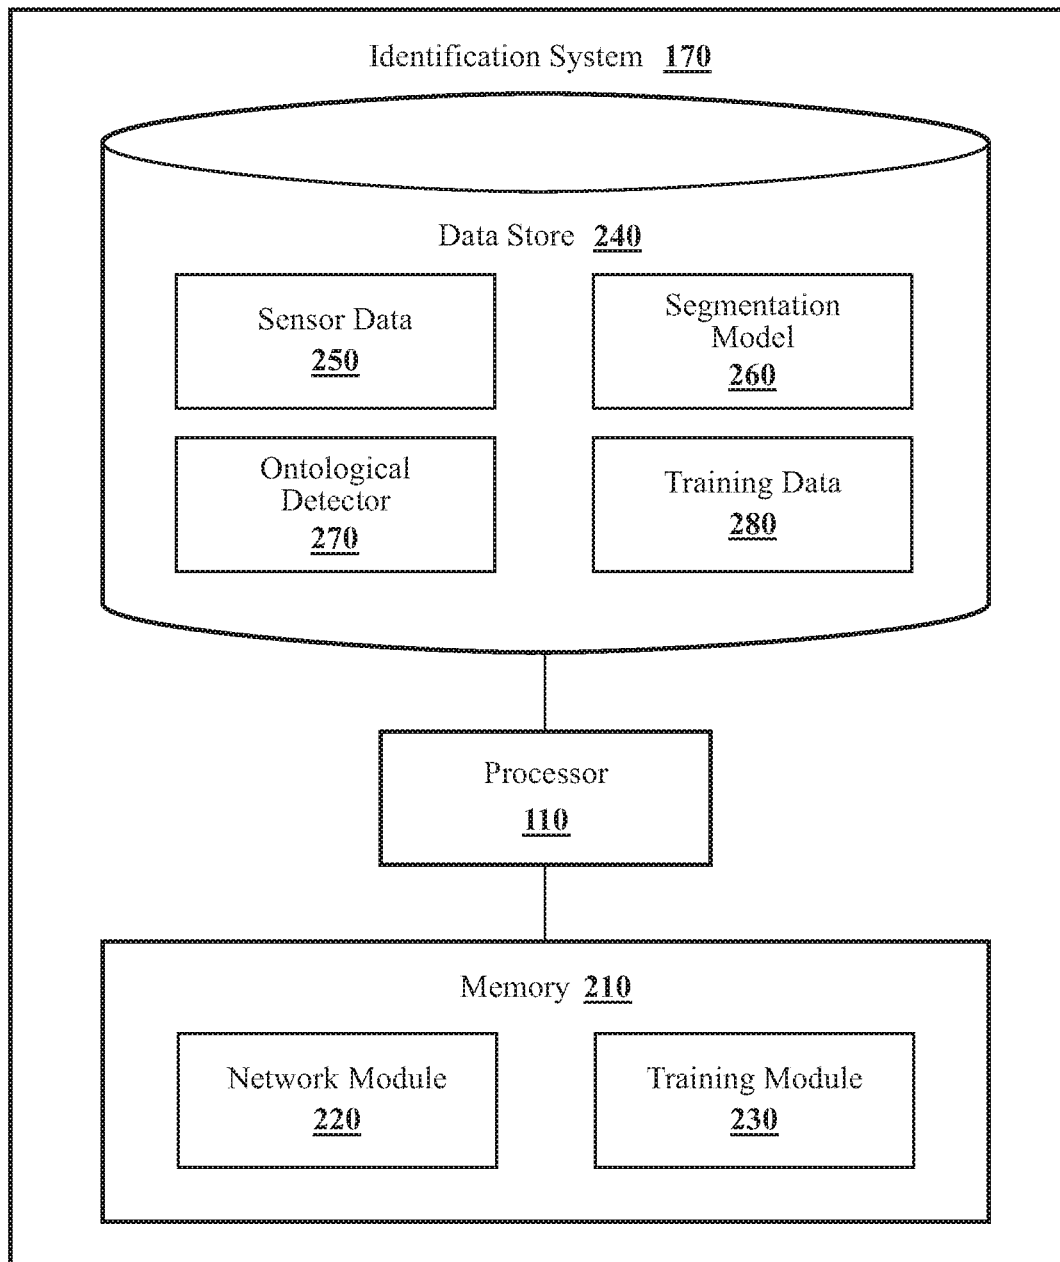 Identification System 170
Data Store 240
Sensor Data
250
Segmentation
Model
260
Ontological
Detector
270
Training Data
280
Processor
110
Memory 210
Network Module
220
Training Module
230